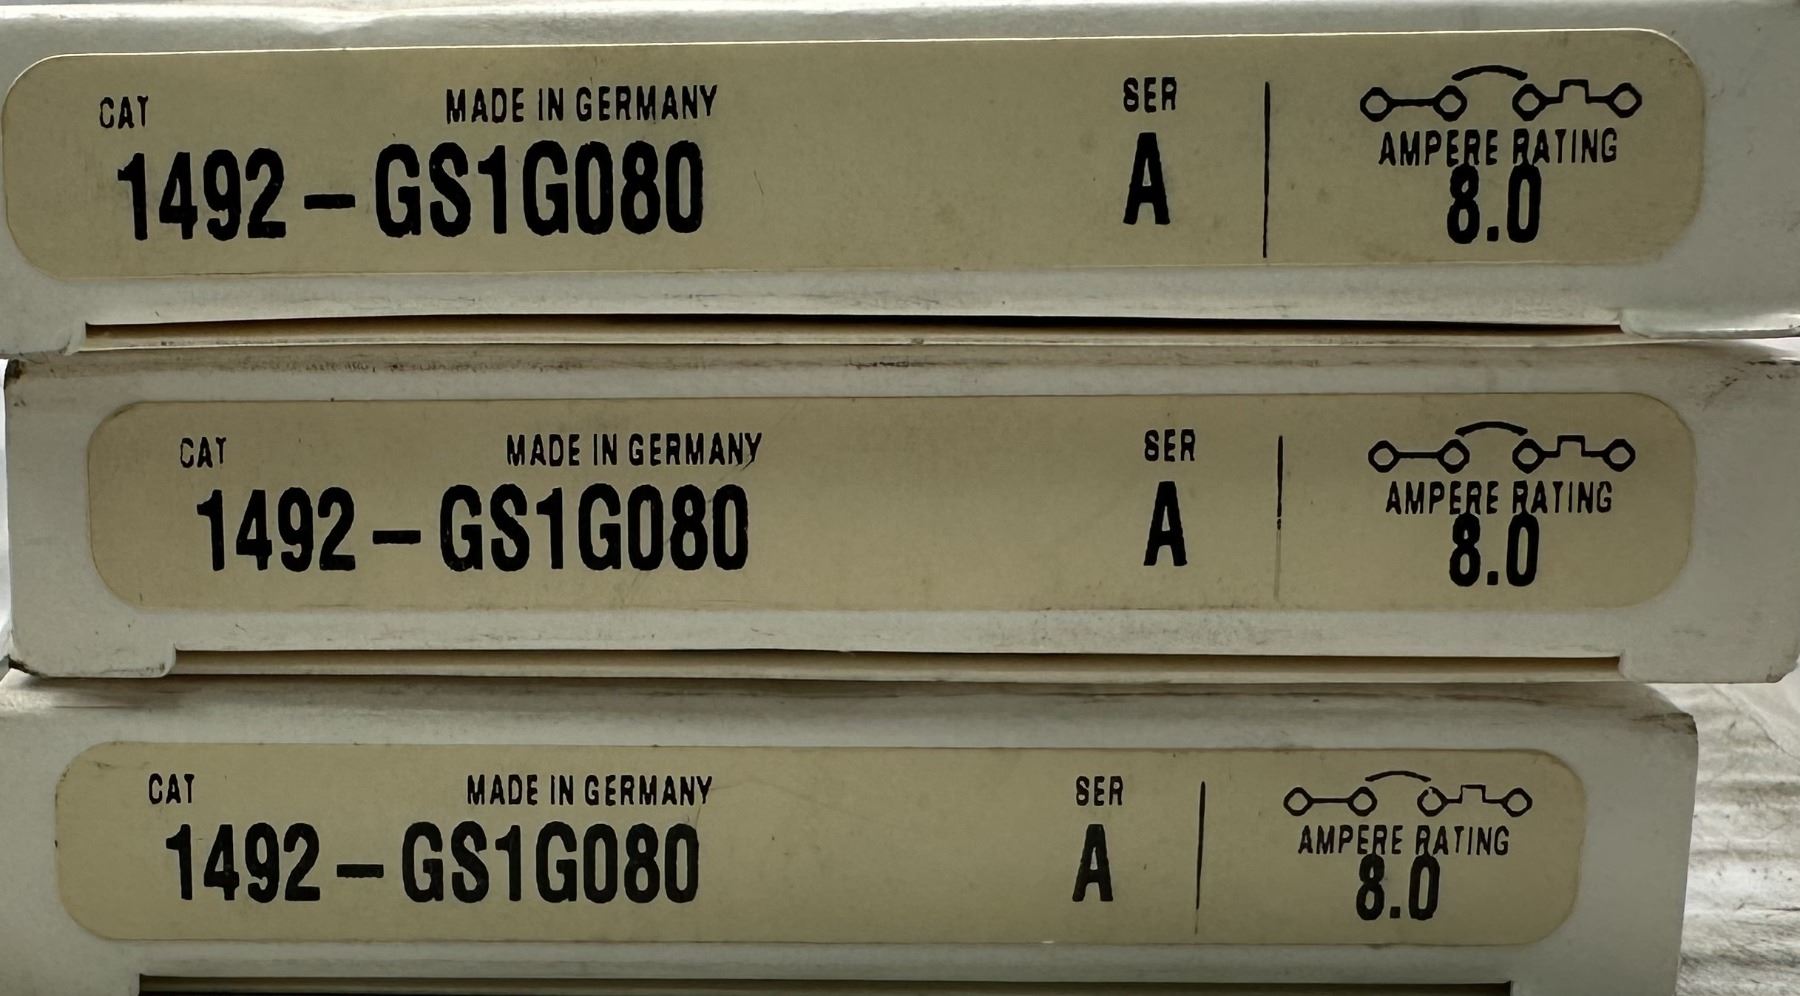 CAT MADE IN GERMANY SER
1492-GS1G080 A AMPERE RATING
8.0
CAT MADE IN GERMANY SER
1492-GS1G080 A AMPERE RATING
8.0
CAT MADE IN GERMANY SER
1492-GS1G080 A AMPERE RATING
8.0